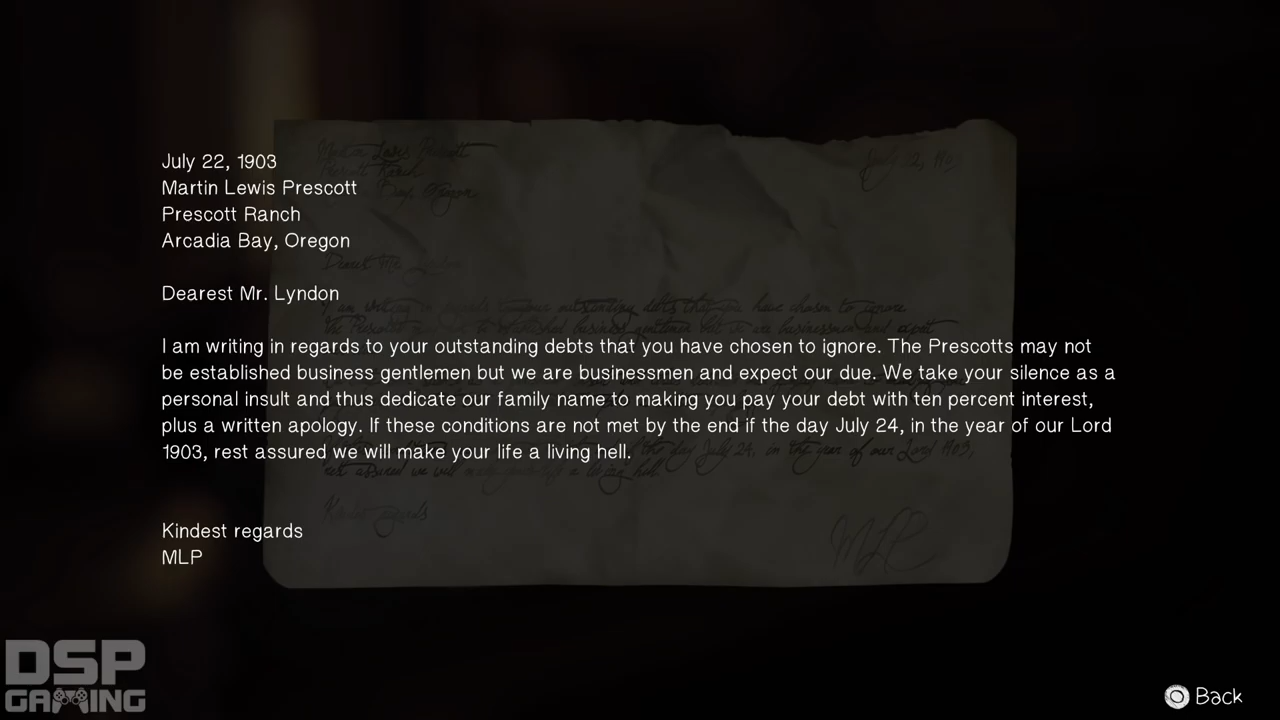 July 22, 1903
Martin Lewis Prescott
Prescott Ranch
Arcadia Bay, Oregon
Dearest Mr. Lyndon
I am writing in regards to your outstanding debts that you have chosen to ignore. The Prescotts may not
be established business gentlemen but we are businessmen and expect our due. We take your silence as a
personal insult and thus dedicate our family name to making you pay your debt with ten percent interest,
plus a written apology. If these conditions are not met by the end if the day July 24, in the year of our Lord
1903, rest assured we will make your life a living hell.
Kindest regards
MLP
DSP
GAMING
Back